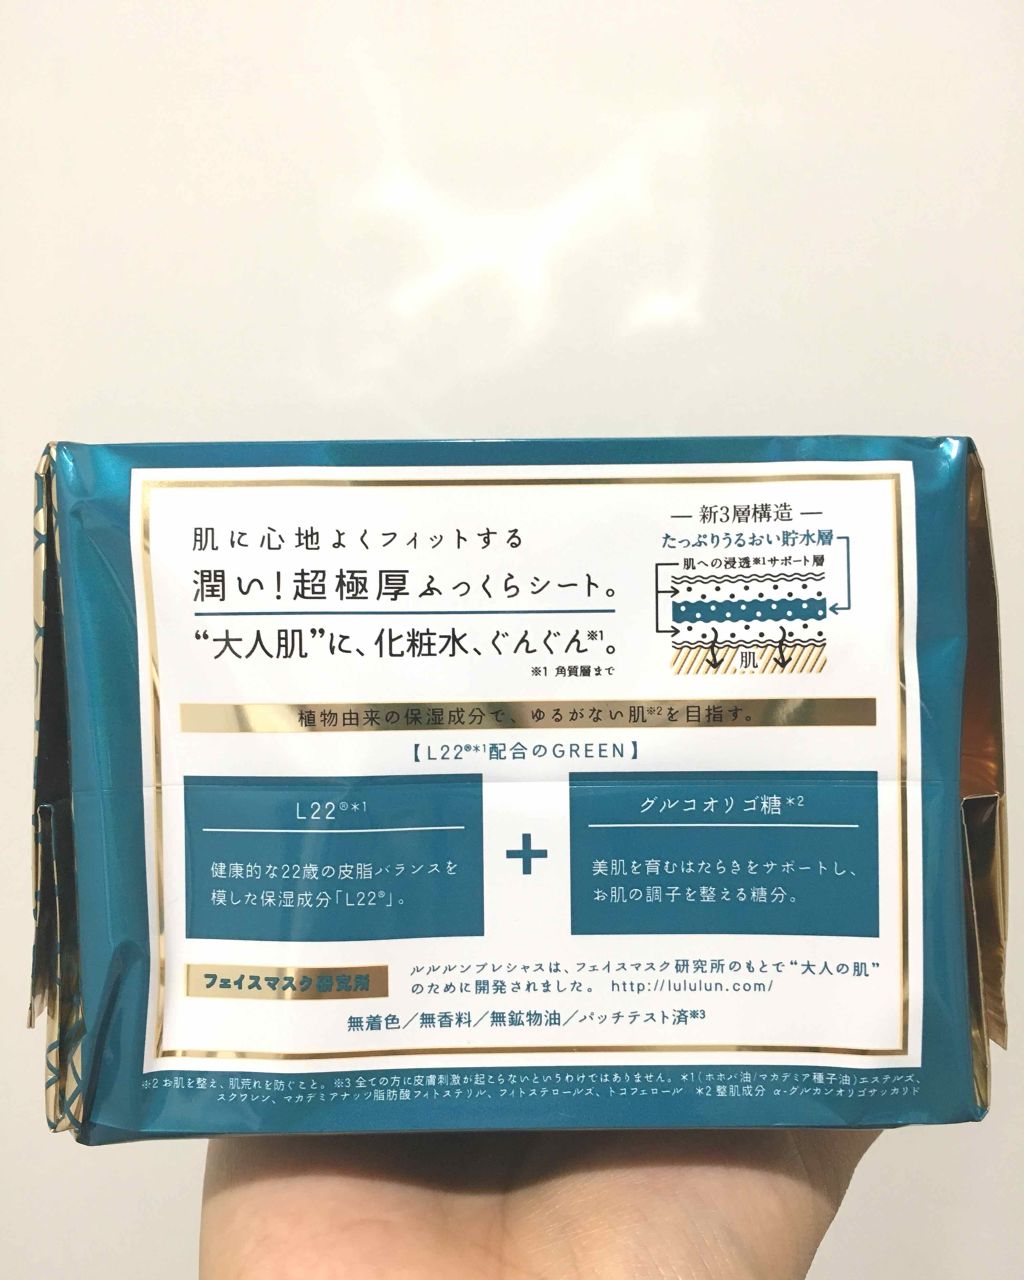 肌に心地よくフィットする
潤い!超極厚ふっくらシート。
“大人肌”に、化粧水、ぐんぐん※1。
※1 角質層まで
— 新3層構造 —
たっぷりうるおい貯水層
肌への浸透※1サポート層
肌
植物由来の保湿成分で、ゆるがない肌※2を目指す。
【L22®*1配合のGREEN】
L22®*1
健康的な22歳の皮脂バランスを
模した保湿成分「L22®」。
+
グルコオリゴ糖*2
美肌を育むはたらきをサポートし、
お肌の調子を整える糖分。
フェイスマスク研究所
ルルルンプレシャスは、フェイスマスク研究所のもとで“大人の肌”
のために開発されました。 http://lululun.com/
無着色/無香料/無鉱物油/パッチテスト済※3
※2 お肌を整え、肌荒れを防ぐこと。※3 全ての方に皮膚刺激が起こらないというわけではありません。*1(ホホバ油/マカデミア種子油)エステルズ、
スクワレン、マカデミアナッツ脂肪酸フィトステリル、フィトステロールズ、トコフェロール *2 整肌成分 α-グルカンオリゴサッカリド